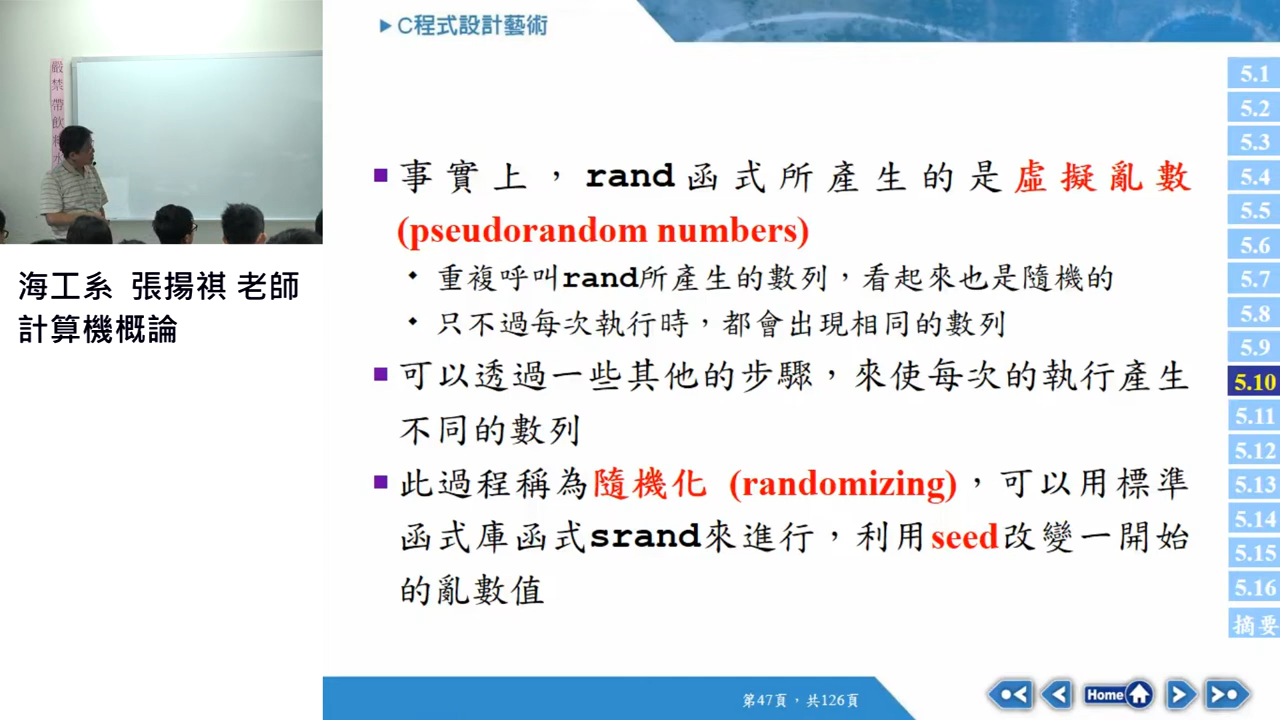 C程式設計藝術
嚴禁帶飲料
海工系 張揚祺 老師
計算機概論
事實上，rand函式所產生的是虛擬亂數
(pseudorandom numbers)
重複呼叫rand所產生的數列，看起來也是隨機的
只不過每次執行時，都會出現相同的數列
可以透過一些其他的步驟，來使每次的執行產生
不同的數列
此過程稱為隨機化 (randomizing)，可以用標準
函式庫函式srand來進行，利用seed改變一開始
的亂數值
5.1
5.2
5.3
5.4
5.5
5.6
5.7
5.8
5.9
5.10
5.11
5.12
5.13
5.14
5.15
5.16
摘要
第47頁，共126頁
Home